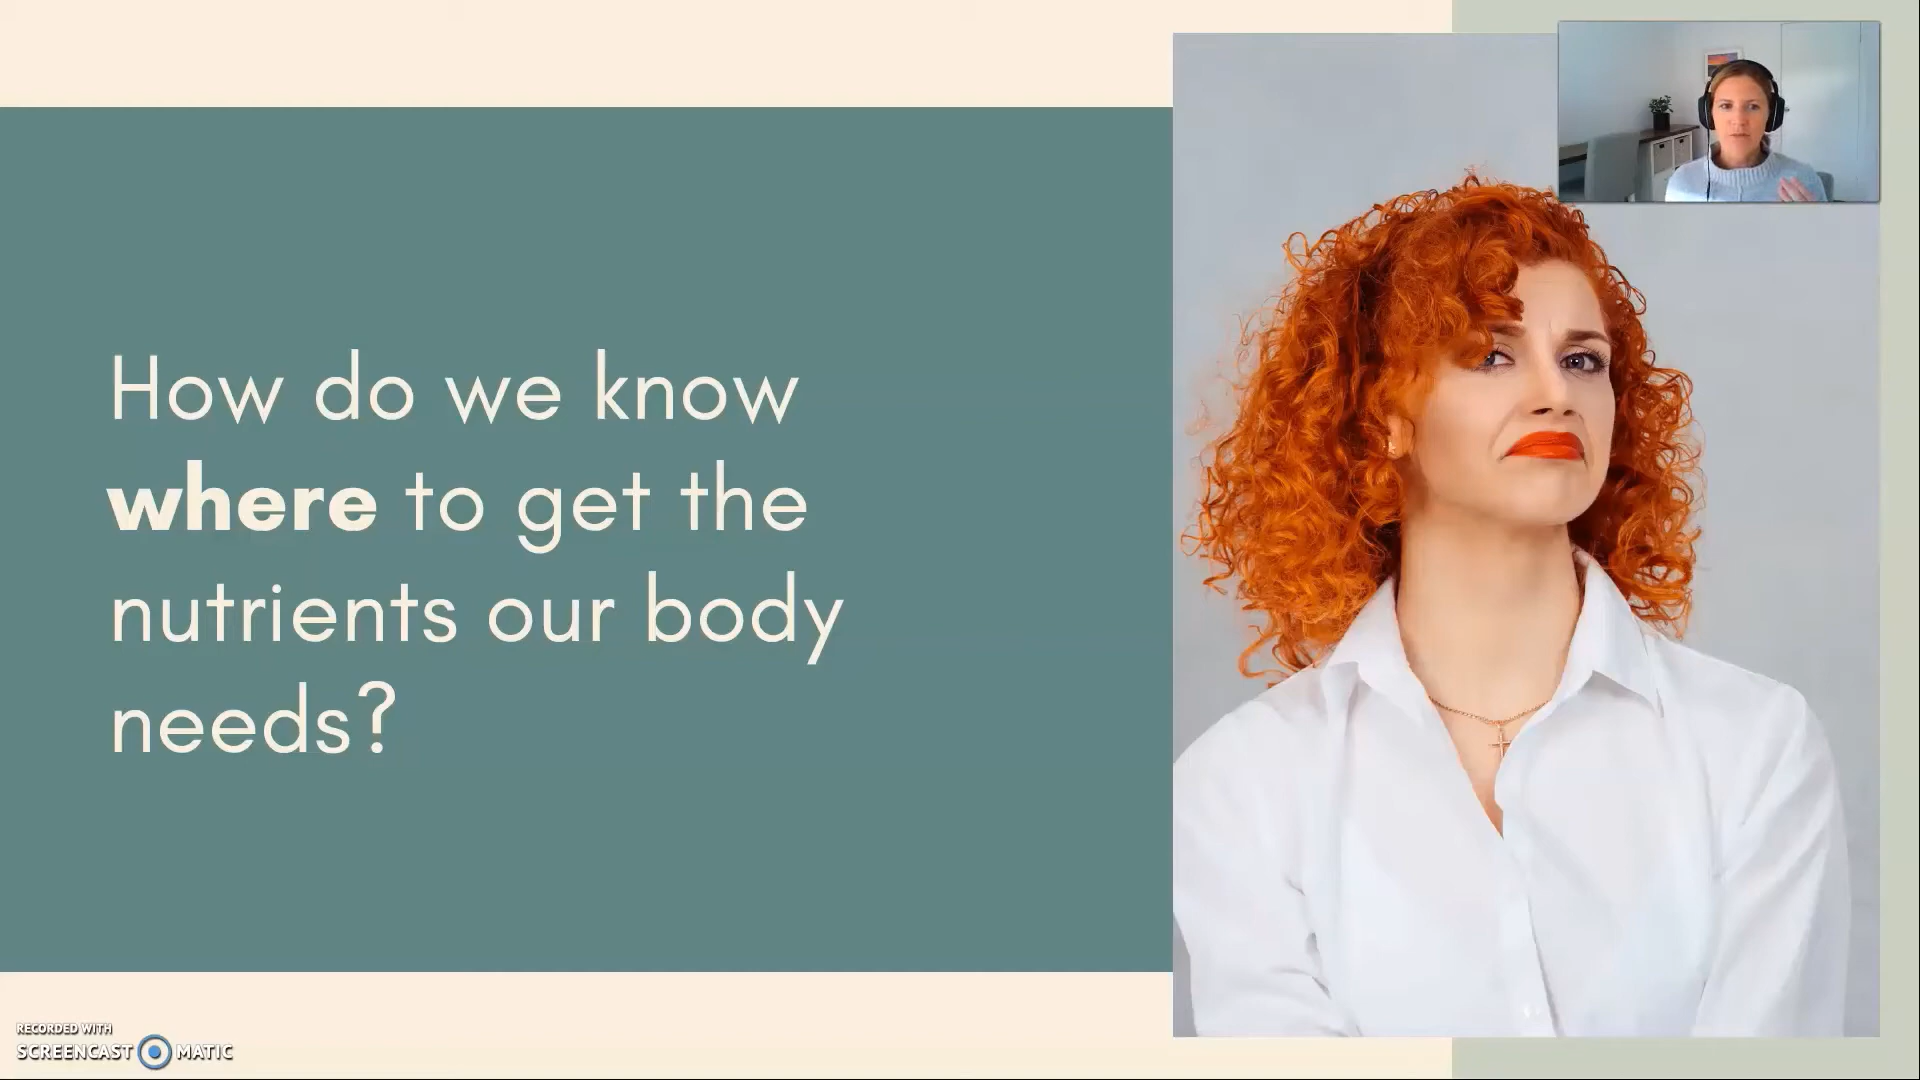 How do we know
where to get the
nutrients our body
needs?
RECORDED WITH
SCREENCAST MATIC